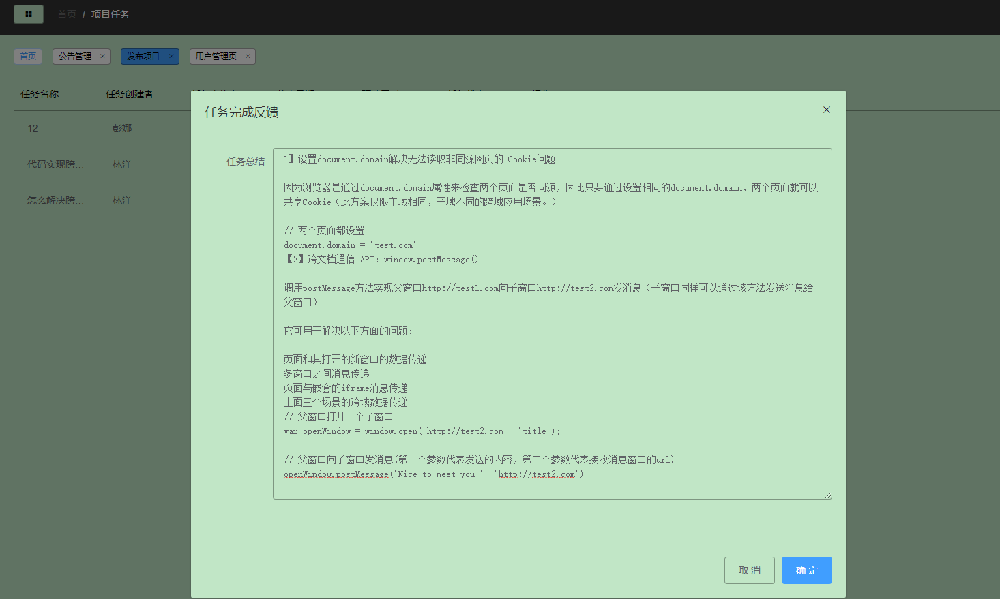 首页 / 项目任务
首页 公告管理 × 发布项目 × 用户管理页 ×
任务名称 任务创建者
12 彭娜
代码实现跨... 林洋
怎么解决跨... 林洋
任务完成反馈 ×
任务总结
1】设置document.domain解决无法读取非同源网页的 Cookie问题
因为浏览器是通过document.domain属性来检查两个页面是否同源，因此只要通过设置相同的document.domain，两个页面就可以
共享Cookie（此方案仅限主域相同，子域不同的跨域应用场景。）
// 两个页面都设置
document.domain = 'test.com';
【2】跨文档通信 API：window.postMessage()
调用postMessage方法实现父窗口http://test1.com向子窗口http://test2.com发消息（子窗口同样可以通过该方法发送消息给
父窗口）
它可用于解决以下方面的问题：
页面和其打开的新窗口的数据传递
多窗口之间消息传递
页面与嵌套的iframe消息传递
上面三个场景的跨域数据传递
// 父窗口打开一个子窗口
var openWindow = window.open('http://test2.com', 'title');
// 父窗口向子窗口发消息(第一个参数代表发送的内容，第二个参数代表接收消息窗口的url)
openWindow.postMessage('Nice to meet you!', 'http://test2.com');
取消 确定